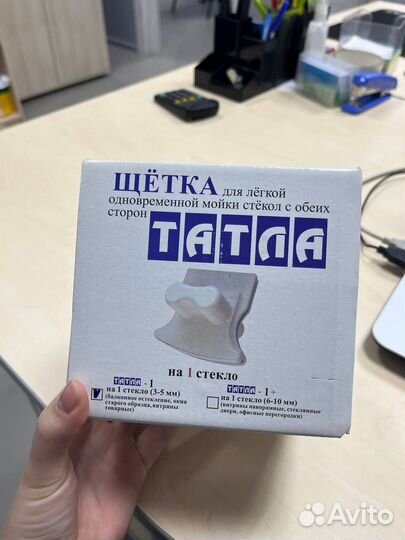 ЩЁТКА для лёгкой
одновременной мойки стёкол с обеих
сторон ТАТЛА
на 1 стекло
ТАТЛА - 1
на 1 стекло (3-5 мм)
(балконное остекление, окна
старого образца, витрины
товарные)
ТАТЛА - 1+
на 1 стекло (6-10 мм)
(витрины панорамные, стеклянные
двери, офисные перегородки)
Avito